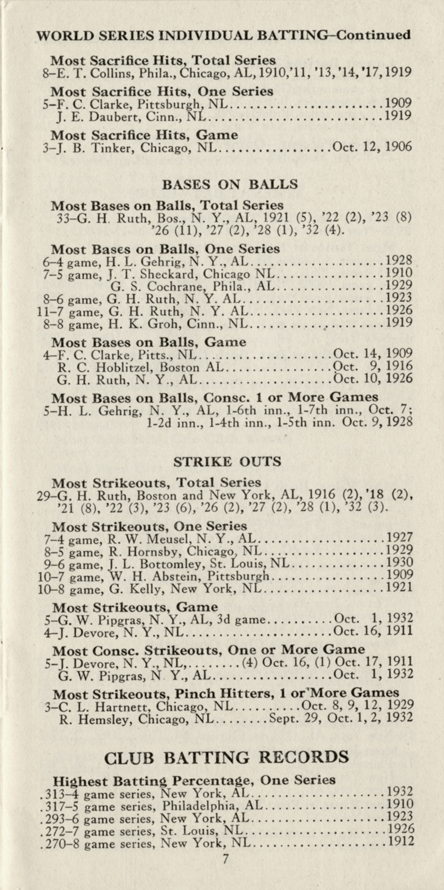 WORLD SERIES INDIVIDUAL BATTING—Continued
Most Sacrifice Hits, Total Series
8–E. T. Collins, Phila., Chicago, AL, 1910,'11, '13, '14, '17, 1919
Most Sacrifice Hits, One Series
5–F. C. Clarke, Pittsburgh, NL........................1909
J. E. Daubert, Cinn., NL...........................1919
Most Sacrifice Hits, Game
3–J. B. Tinker, Chicago, NL................Oct. 12, 1906
BASES ON BALLS
Most Bases on Balls, Total Series
33–G. H. Ruth, Bos., N. Y., AL, 1921 (5), '22 (2), '23 (8)
'26 (11), '27 (2), '28 (1), '32 (4).
Most Bases on Balls, One Series
6–4 game, H. L. Gehrig, N. Y., AL.....................1928
7–5 game, J. T. Sheckard, Chicago NL.................1910
G. S. Cochrane, Phila., AL.................1929
8–6 game, G. H. Ruth, N. Y. AL......................1923
11–7 game, G. H. Ruth, N. Y. AL......................1926
8–8 game, H. K. Groh, Cinn., NL.....................1919
Most Bases on Balls, Game
4–F. C. Clarke, Pitts., NL...................Oct. 14, 1909
R. C. Hoblitzel, Boston AL................Oct. 9, 1916
G. H. Ruth, N. Y., AL....................Oct. 10, 1926
Most Bases on Balls, Consc. 1 or More Games
5–H. L. Gehrig, N. Y., AL, 1-6th inn., 1-7th inn., Oct. 7;
1-2d inn., 1-4th inn., 1-5th inn. Oct. 9, 1928
STRIKE OUTS
Most Strikeouts, Total Series
29–G. H. Ruth, Boston and New York, AL, 1916 (2), '18 (2),
'21 (8), '22 (3), '23 (6), '26 (2), '27 (2), '28 (1), '32 (3).
Most Strikeouts, One Series
7–4 game, R. W. Meusel, N. Y., AL....................1927
8–5 game, R. Hornsby, Chicago, NL...................1929
9–6 game, J. L. Bottomley, St. Louis, NL...............1930
10–7 game, W. H. Abstein, Pittsburgh..................1909
10–8 game, G. Kelly, New York, NL...................1921
Most Strikeouts, Game
5–G. W. Pipgras, N. Y., AL, 3d game..........Oct. 1, 1932
4–J. Devore, N. Y., NL......................Oct. 16, 1911
Most Consc. Strikeouts, One or More Game
5–J. Devore, N. Y., NL,.......(4) Oct. 16, (1) Oct. 17, 1911
G. W. Pipgras, N. Y., AL..................Oct. 1, 1932
Most Strikeouts, Pinch Hitters, 1 or More Games
3–C. L. Hartnett, Chicago, NL.........Oct. 8, 9, 12, 1929
R. Hemsley, Chicago, NL........Sept. 29, Oct. 1, 2, 1932
CLUB BATTING RECORDS
Highest Batting Percentage, One Series
.313–4 game series, New York, AL.....................1932
.317–5 game series, Philadelphia, AL...................1910
.293–6 game series, New York, AL.....................1923
.272–7 game series, St. Louis, NL......................1926
.270–8 game series, New York, NL.....................1912
7